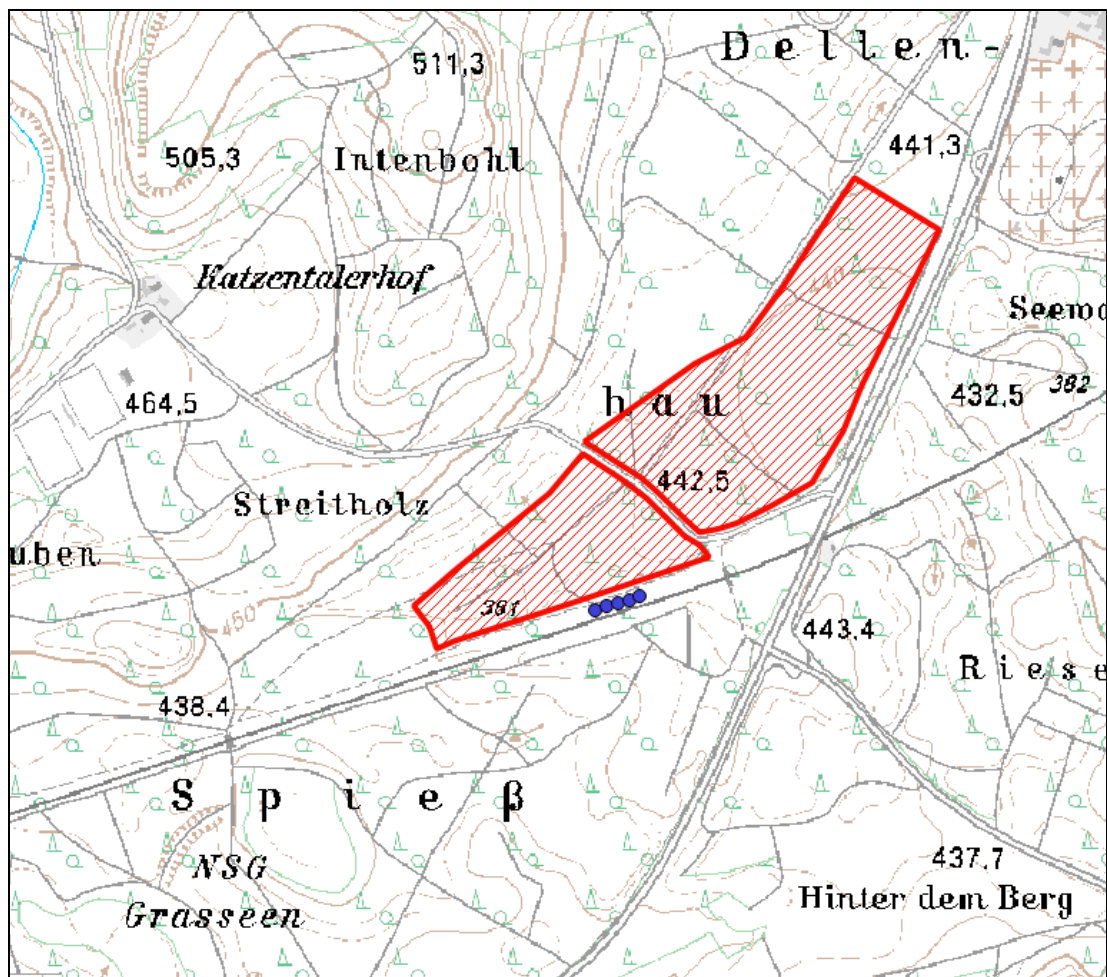 Dellen-
511,3
441,3
505,3
Intenbohl
Katzentalerhof
440
Seemo
382
432,5
464,5
hau
442,5
Streitholz
uben
381
450
443,4
Riese
438,4
Spieß
NSG
Grasseen
437,7
Hinter dem Berg